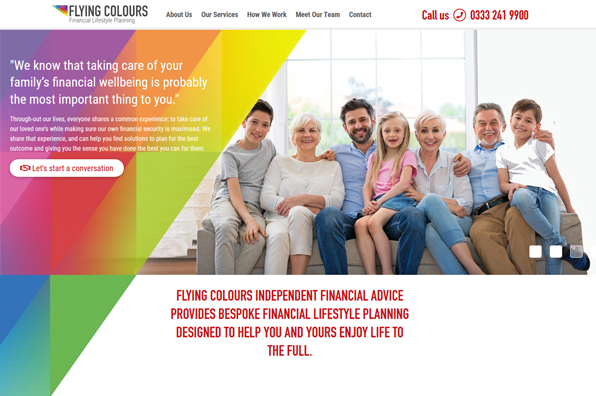 FLYING COLOURS
Financial Lifestyle Planning
About Us
Our Services
How We Work
Meet Our Team
Contact
Call us 0333 241 9900
"We know that taking care of your
family's financial wellbeing is probably
the most important thing to you."
Through-out our lives, everyone shares a common experience: to take care of
our loved one's while making sure our own financial security is maximised. We
share that experience, and can help you find solutions to plan for the best
outcome and giving you the sense you have done the best you can for them.
Let's start a conversation
FLYING COLOURS INDEPENDENT FINANCIAL ADVICE
PROVIDES BESPOKE FINANCIAL LIFESTYLE PLANNING
DESIGNED TO HELP YOU AND YOURS ENJOY LIFE TO
THE FULL.